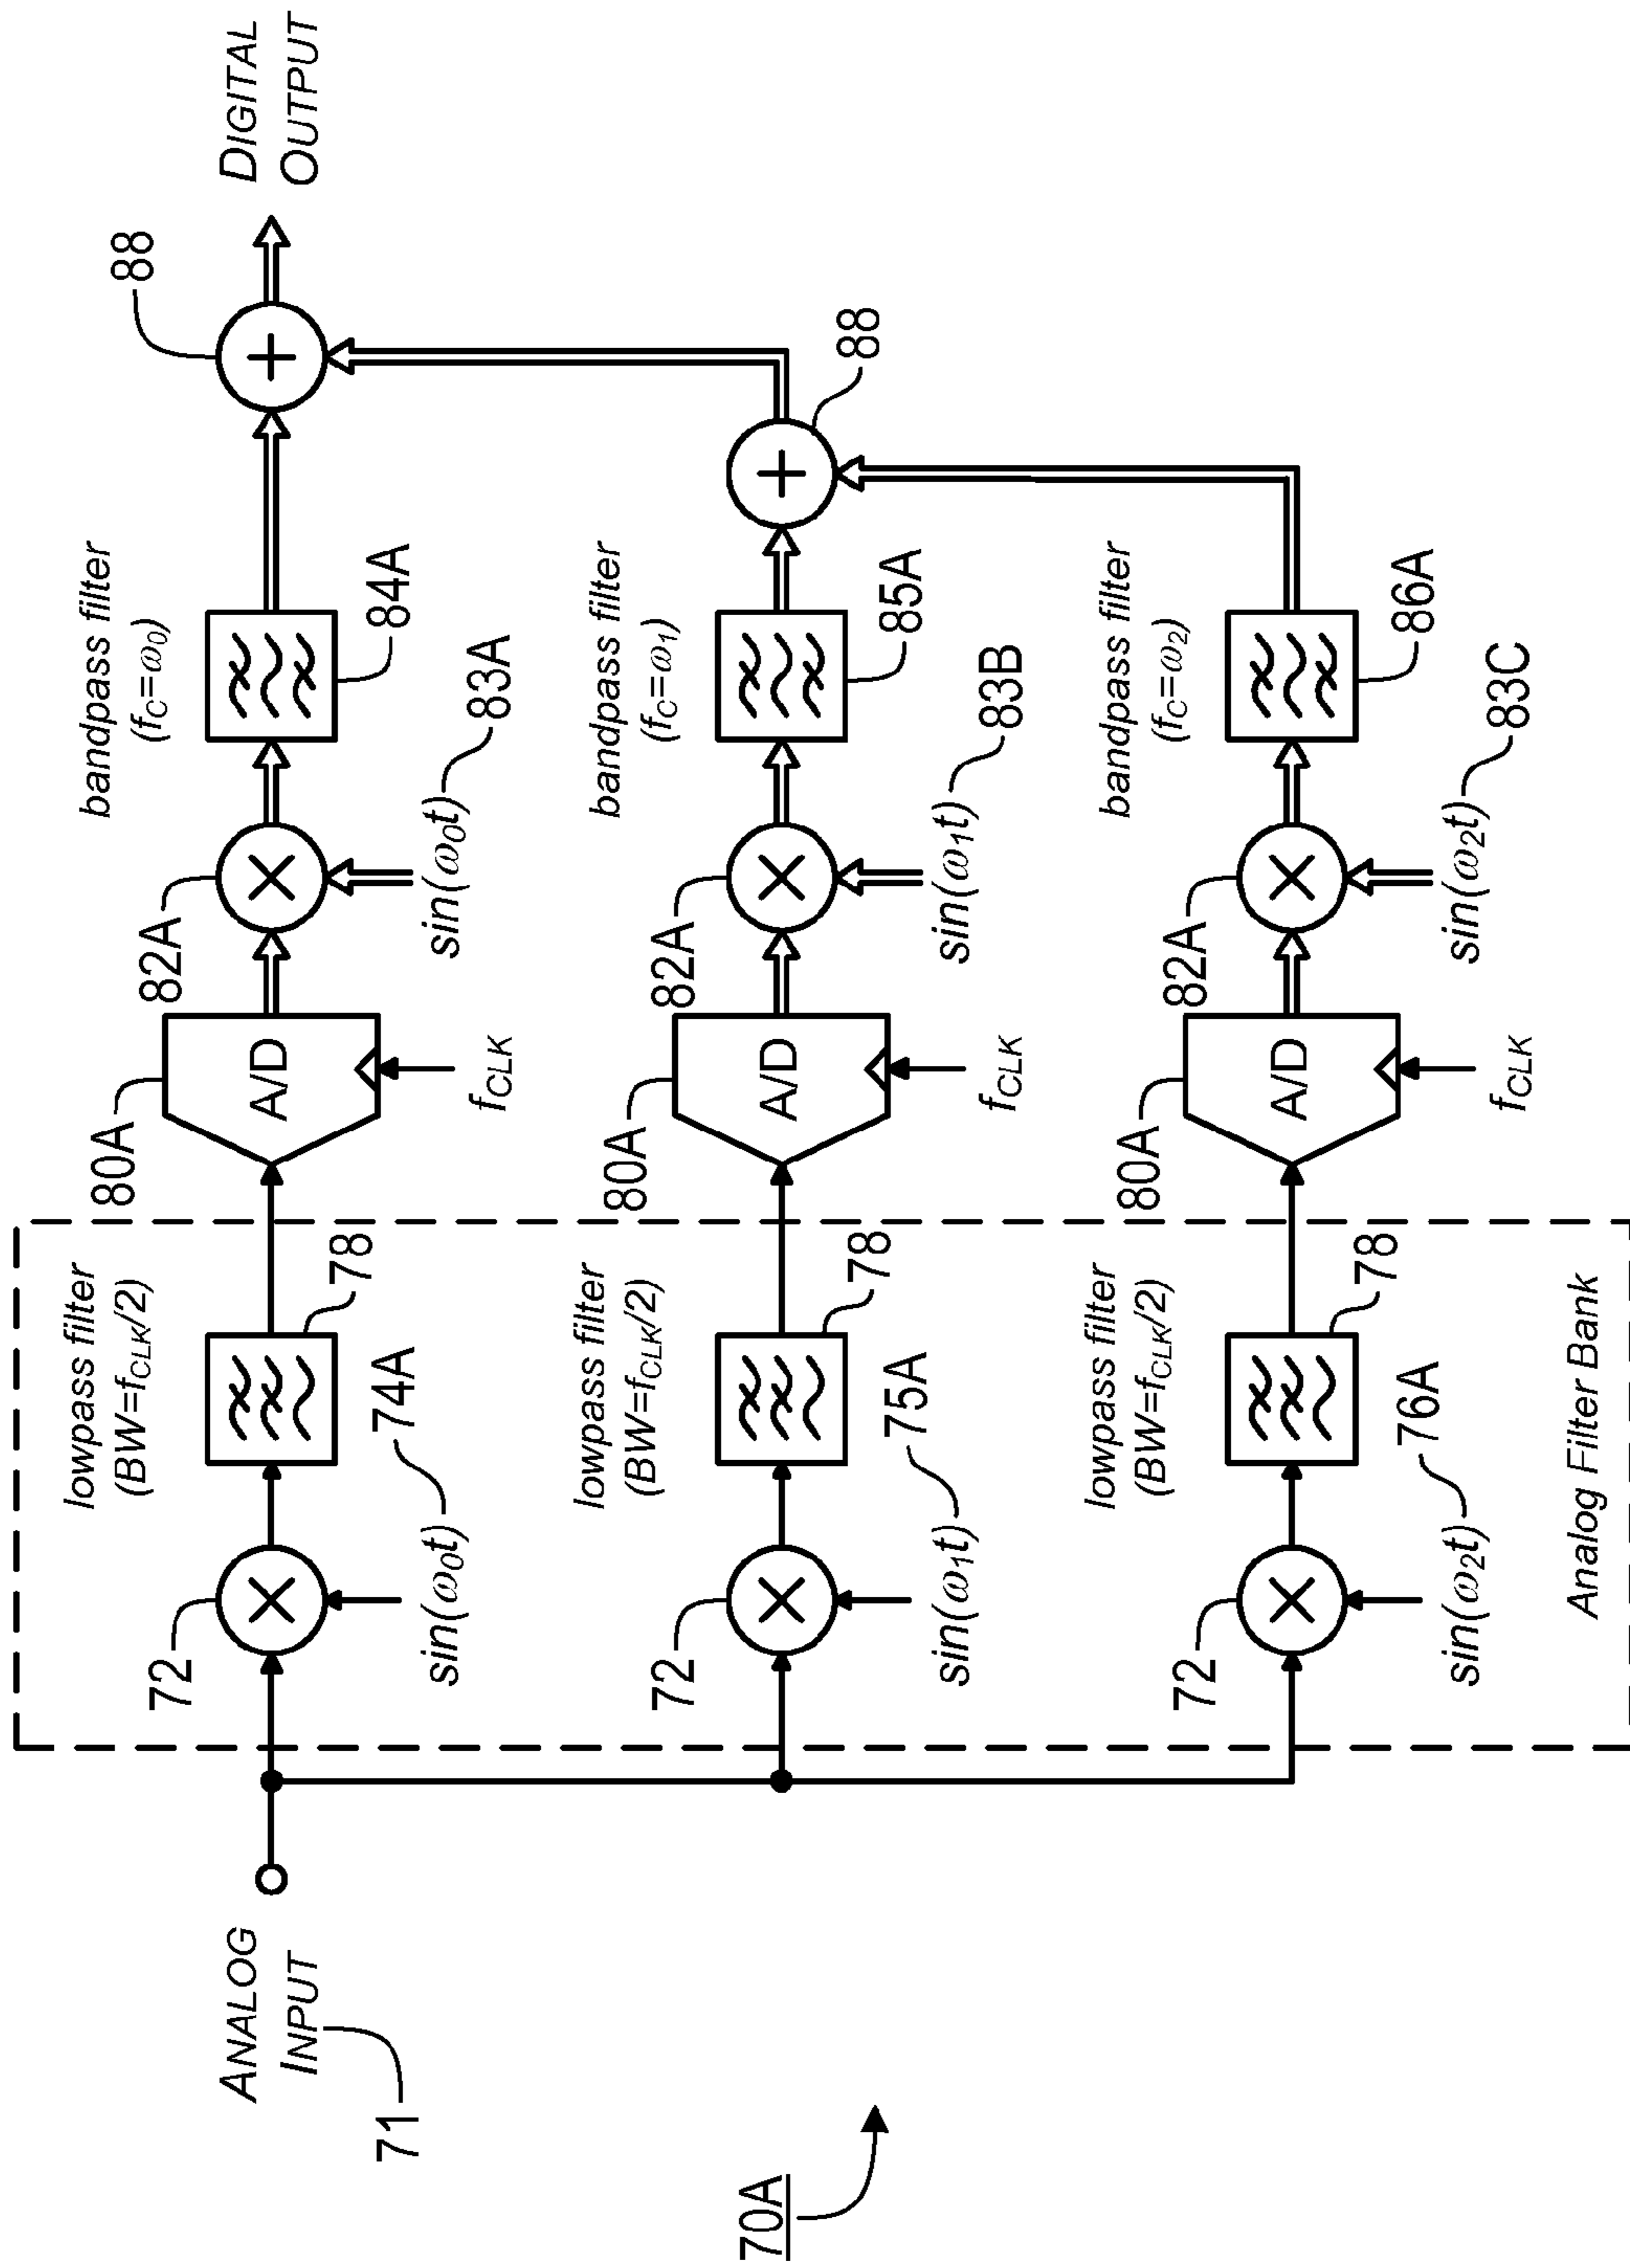 70A
ANALOG
INPUT
71
72
sin(ω0t)
74A
lowpass filter
(BW=fCLK/2)
78
80A
A/D
fCLK
82A
sin(ω0t)
83A
bandpass filter
(fC=ω0)
84A
88
DIGITAL
OUTPUT
72
sin(ω1t)
75A
lowpass filter
(BW=fCLK/2)
78
80A
A/D
fCLK
82A
sin(ω1t)
83B
bandpass filter
(fC=ω1)
85A
88
72
sin(ω2t)
76A
lowpass filter
(BW=fCLK/2)
78
80A
A/D
fCLK
82A
sin(ω2t)
83C
bandpass filter
(fC=ω2)
86A
Analog Filter Bank